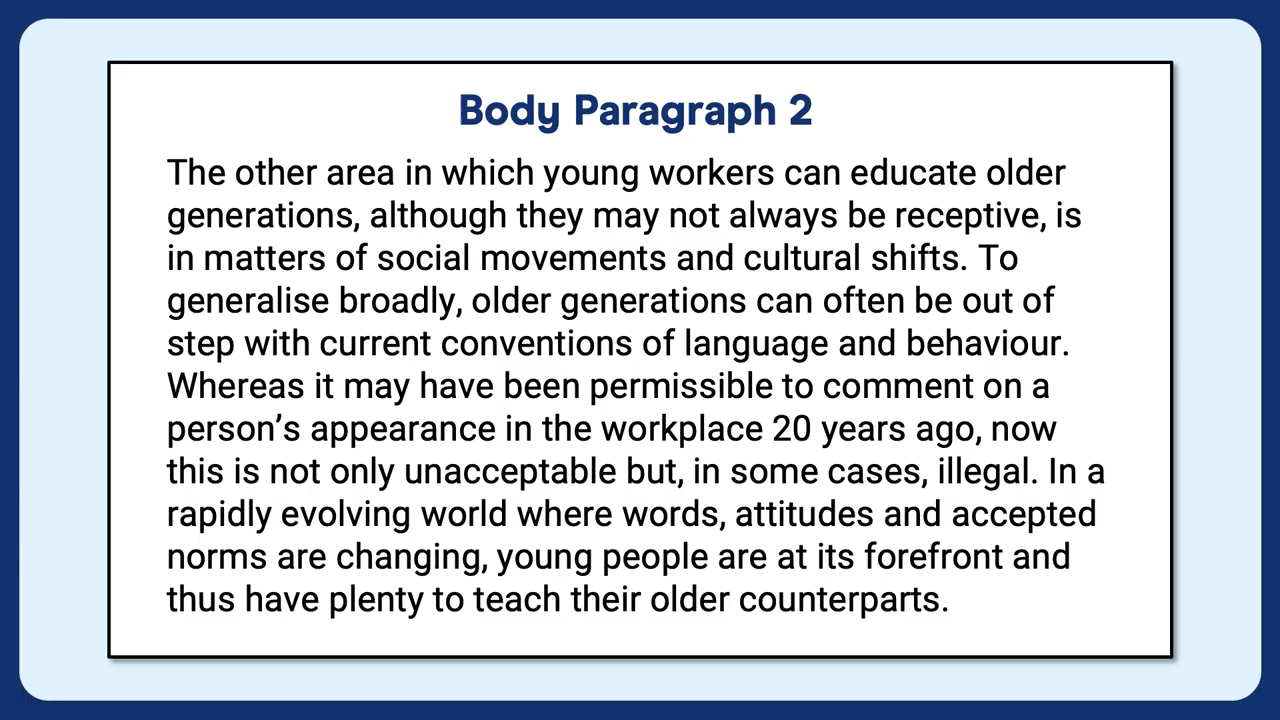 Body Paragraph 2
The other area in which young workers can educate older
generations, although they may not always be receptive, is
in matters of social movements and cultural shifts. To
generalise broadly, older generations can often be out of
step with current conventions of language and behaviour.
Whereas it may have been permissible to comment on a
person’s appearance in the workplace 20 years ago, now
this is not only unacceptable but, in some cases, illegal. In a
rapidly evolving world where words, attitudes and accepted
norms are changing, young people are at its forefront and
thus have plenty to teach their older counterparts.